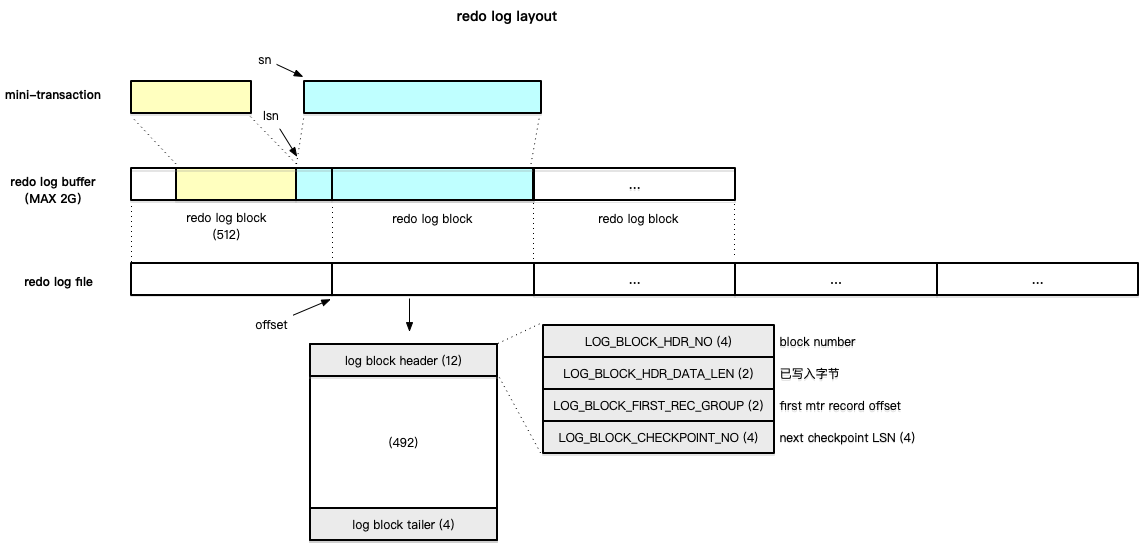 redo log layout
sn
mini-transaction
lsn
redo log buffer
(MAX 2G)
...
redo log block
(512)
redo log block
redo log block
redo log file
...
...
...
offset
log block header (12)
(492)
log block tailer (4)
LOG_BLOCK_HDR_NO (4)
block number
LOG_BLOCK_HDR_DATA_LEN (2)
已写入字节
LOG_BLOCK_FIRST_REC_GROUP (2)
first mtr record offset
LOG_BLOCK_CHECKPOINT_NO (4)
next checkpoint LSN (4)